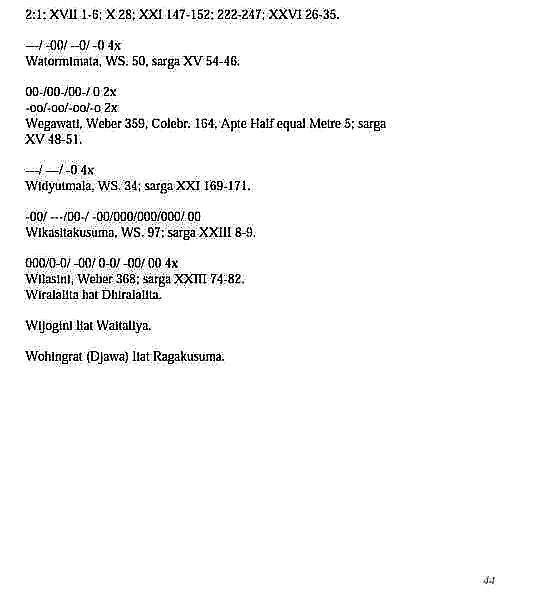 2:1; XVII 1-6; X 28; XXI 147-152; 222-247; XXVI 26-35.
---/ -00/ --0/ -0 4x
Watormimata, WS. 50, sarga XV 54-46.
00-/00-/00-/ 0 2x
-oo/-oo/-oo/-o 2x
Wegawati, Weber 359, Colebr. 164, Apte Half equal Metre 5; sarga
XV 48-51.
---/ ---/ -0 4x
Widyutmala, WS. 34; sarga XXI 169-171.
-00/ ---/00-/ -00/000/000/000/ 00
Wikasitakusuma, WS. 97; sarga XXIII 8-9.
000/0-0/ -00/ 0-0/ -00/ 00 4x
Wilasini, Weber 368; sarga XXIII 74-82.
Wiralalita hat Dhiralalita.
Wijogini liat Waitaliya.
Wohingrat (Djawa) liat Ragakusuma.
44